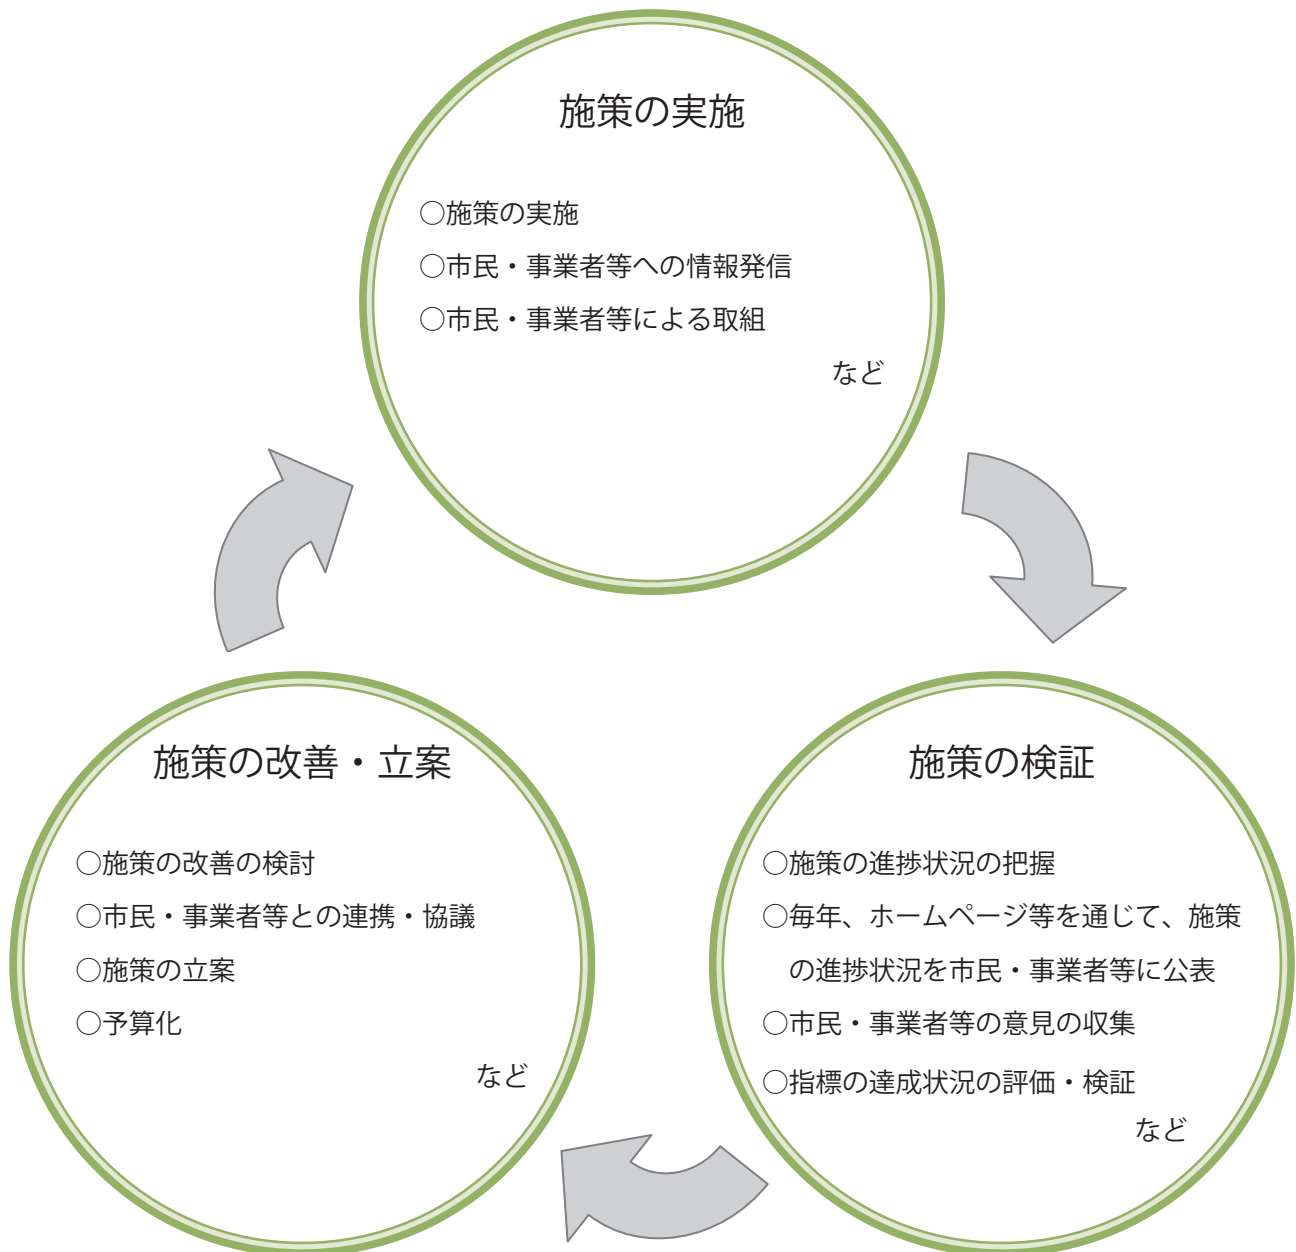 施策の実施
○施策の実施
○市民・事業者等への情報発信
○市民・事業者等による取組
など
施策の改善・立案
○施策の改善の検討
○市民・事業者等との連携・協議
○施策の立案
○予算化
など
施策の検証
○施策の進捗状況の把握
○毎年、ホームページ等を通じて、施策
の進捗状況を市民・事業者等に公表
○市民・事業者等の意見の収集
○指標の達成状況の評価・検証
など